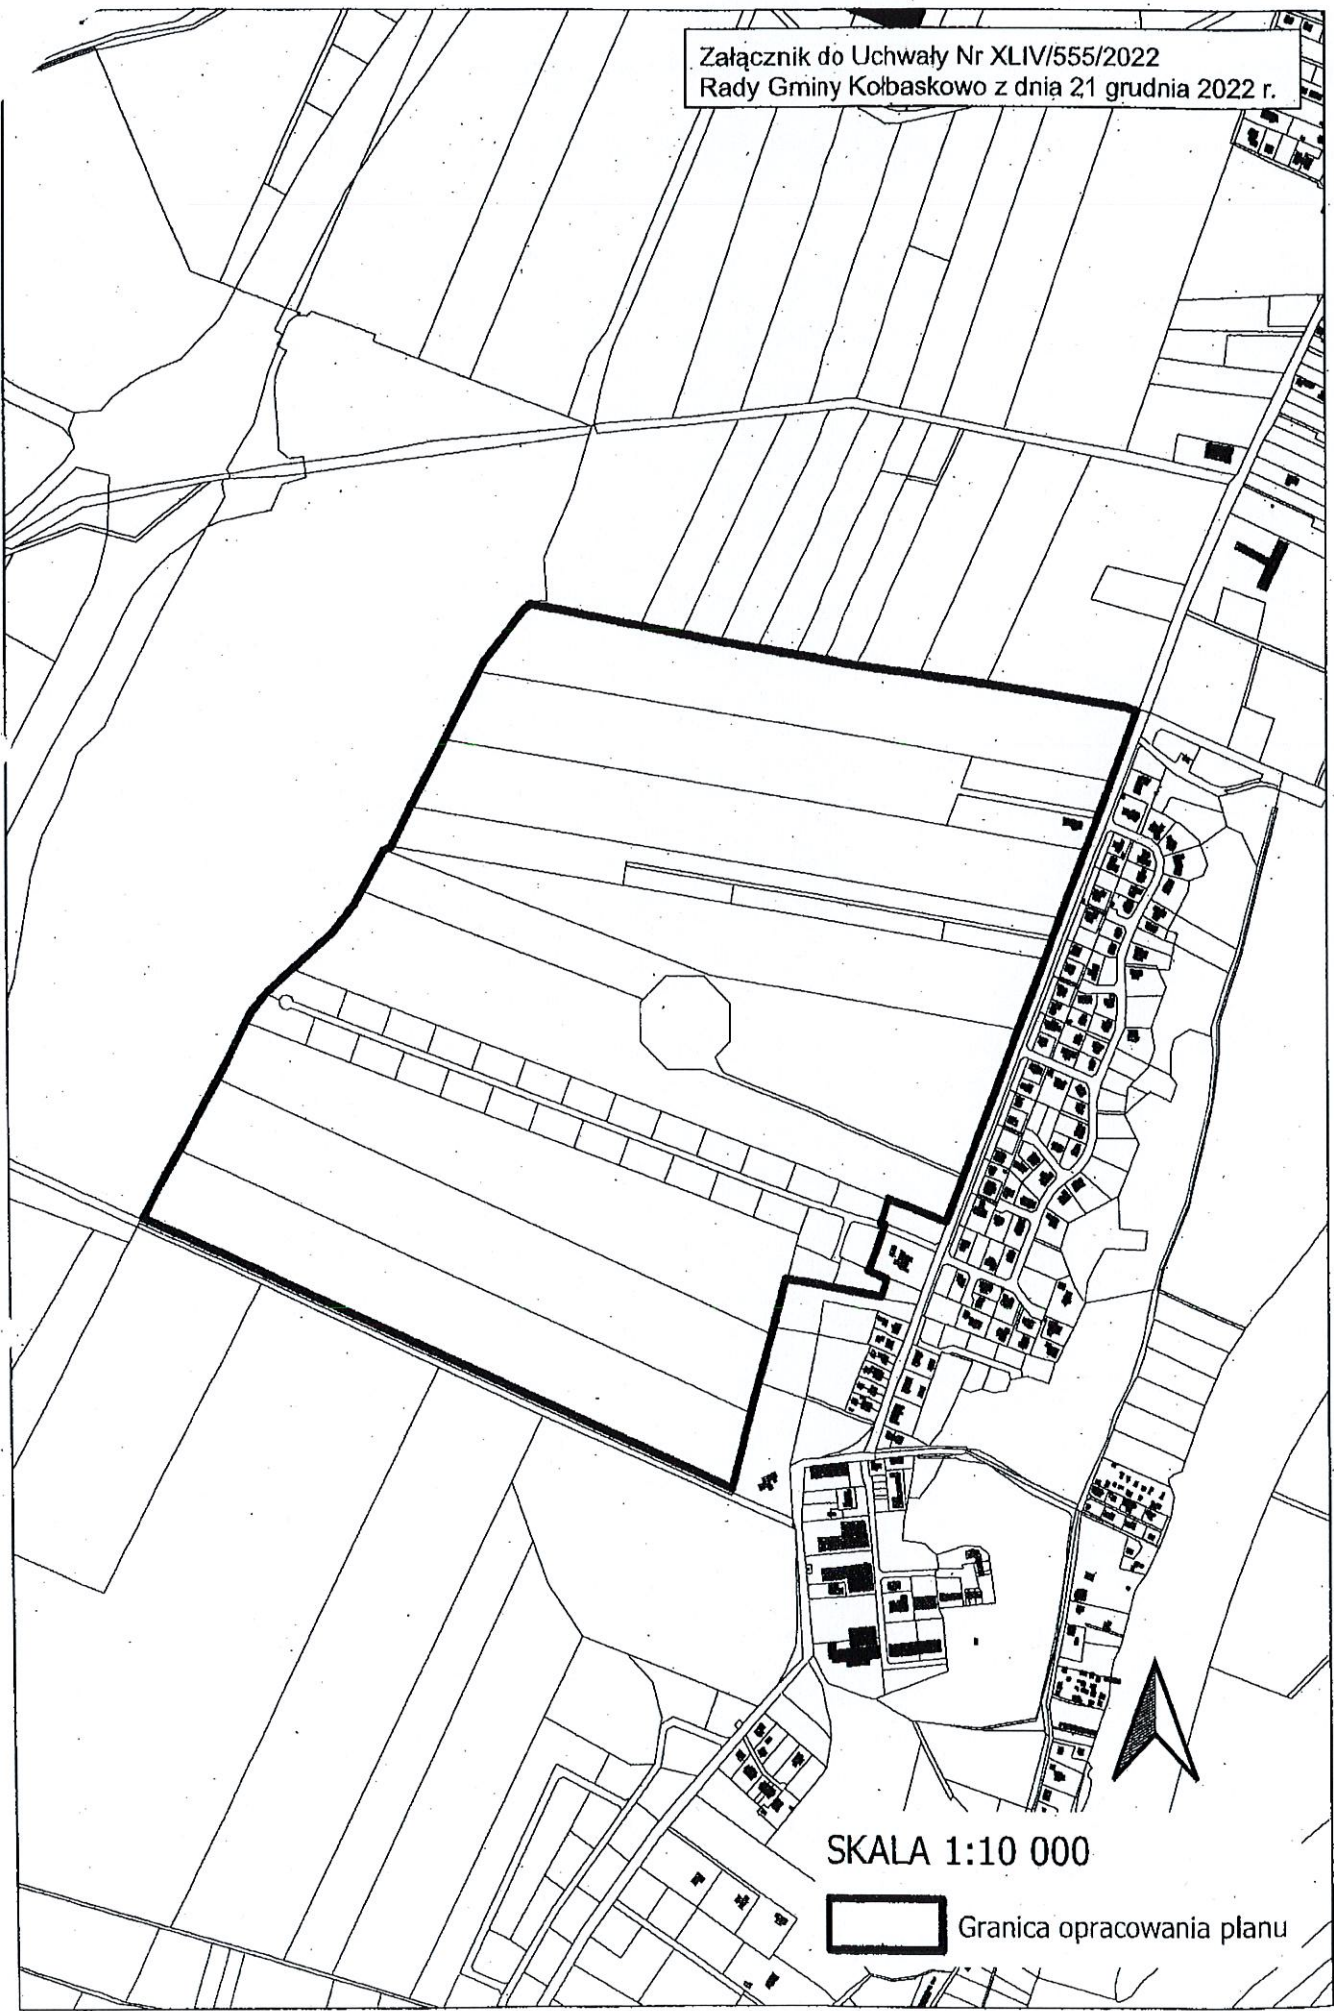 Załącznik do Uchwały Nr XLIV/555/2022
Rady Gminy Kołbaskowo z dnia 21 grudnia 2022 r.
SKALA 1:10 000
Granica opracowania planu